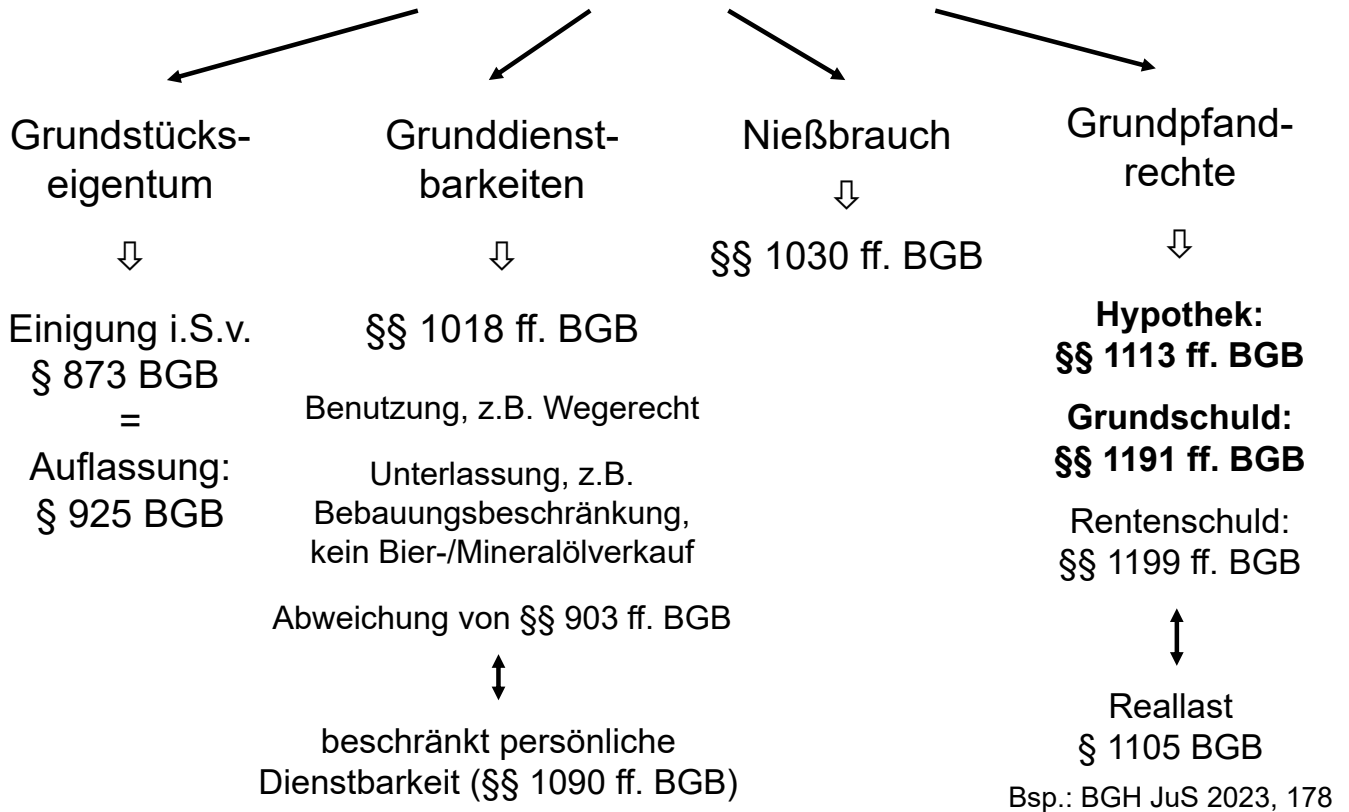 Grundstücks-
eigentum
⇩
Einigung i.S.v.
§ 873 BGB
=
Auflassung:
§ 925 BGB
Grunddienst-
barkeiten
⇩
§§ 1018 ff. BGB
Benutzung, z.B. Wegerecht
Unterlassung, z.B.
Bebauungsbeschränkung,
kein Bier-/Mineralölverkauf
Abweichung von §§ 903 ff. BGB
beschränkt persönliche
Dienstbarkeit (§§ 1090 ff. BGB)
Nießbrauch
⇩
§§ 1030 ff. BGB
Grundpfand-
rechte
⇩
Hypothek:
§§ 1113 ff. BGB
Grundschuld:
§§ 1191 ff. BGB
Rentenschuld:
§§ 1199 ff. BGB
Reallast
§ 1105 BGB
Bsp.: BGH JuS 2023, 178